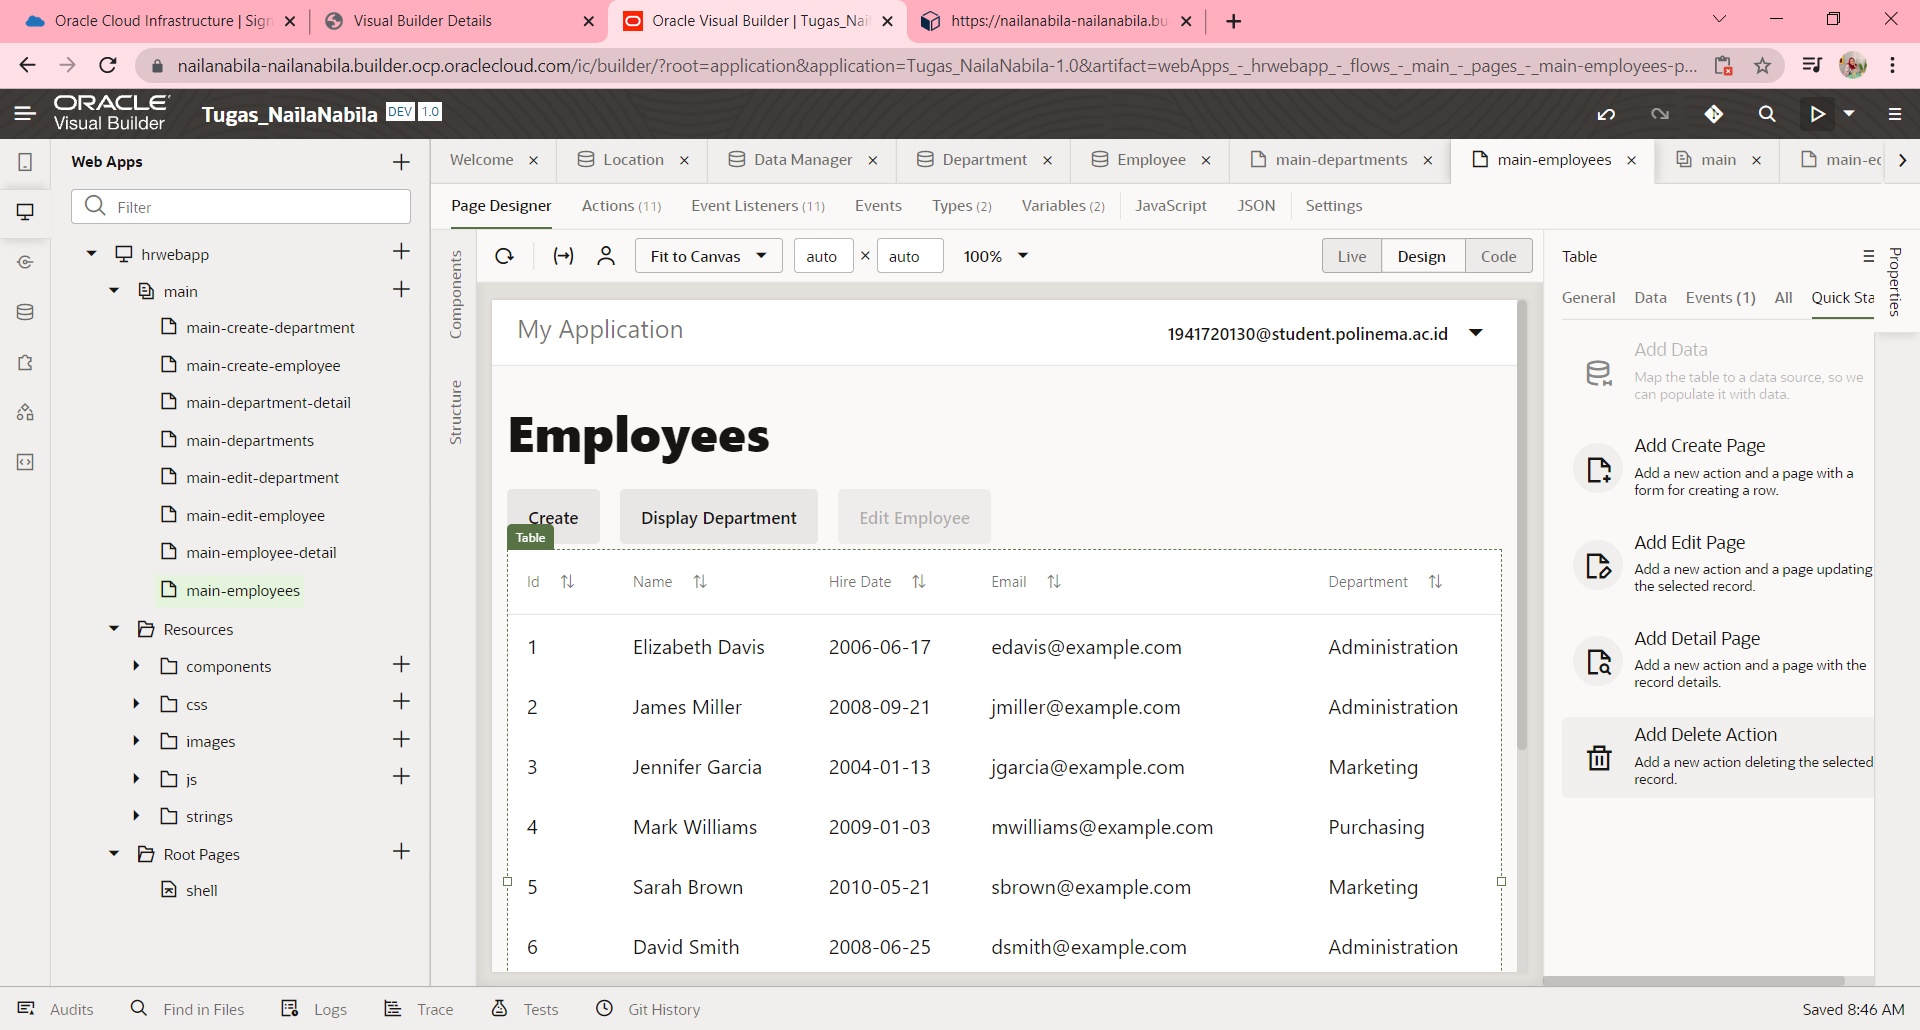 Oracle Cloud Infrastructure | Sign
Visual Builder Details
Oracle Visual Builder | Tugas_Nail
https://nailanabila-nailanabila.bu
nailanabila-nailanabila.builder.ocp.oraclecloud.com/ic/builder/?root=application&application=Tugas_NailaNabila-1.0&artifact=webApps_-_hrwebapp_-_flows_-_main_-_pages_-_main-employees-p...
ORACLE
Visual Builder
Tugas_NailaNabila DEV 1.0
Web Apps
Filter
hrwebapp
main
main-create-department
main-create-employee
main-department-detail
main-departments
main-edit-department
main-edit-employee
main-employee-detail
main-employees
Resources
components
css
images
js
strings
Root Pages
shell
Welcome
Location
Data Manager
Department
Employee
main-departments
main-employees
main
main-ec
Page Designer
Actions (11)
Event Listeners (11)
Events
Types (2)
Variables (2)
JavaScript
JSON
Settings
Components
Structure
Fit to Canvas
auto × auto
100%
Live
Design
Code
My Application
1941720130@student.polinema.ac.id
Employees
Create
Display Department
Edit Employee
Table
Id Name Hire Date Email Department
1 Elizabeth Davis 2006-06-17 edavis@example.com Administration
2 James Miller 2008-09-21 jmiller@example.com Administration
3 Jennifer Garcia 2004-01-13 jgarcia@example.com Marketing
4 Mark Williams 2009-01-03 mwilliams@example.com Purchasing
5 Sarah Brown 2010-05-21 sbrown@example.com Marketing
6 David Smith 2008-06-25 dsmith@example.com Administration
Table
Properties
General
Data
Events (1)
All
Quick Sta
Add Data
Map the table to a data source, so we
can populate it with data.
Add Create Page
Add a new action and a page with a
form for creating a row.
Add Edit Page
Add a new action and a page updating
the selected record.
Add Detail Page
Add a new action and a page with the
record details.
Add Delete Action
Add a new action deleting the selected
record.
Audits
Find in Files
Logs
Trace
Tests
Git History
Saved 8:46 AM